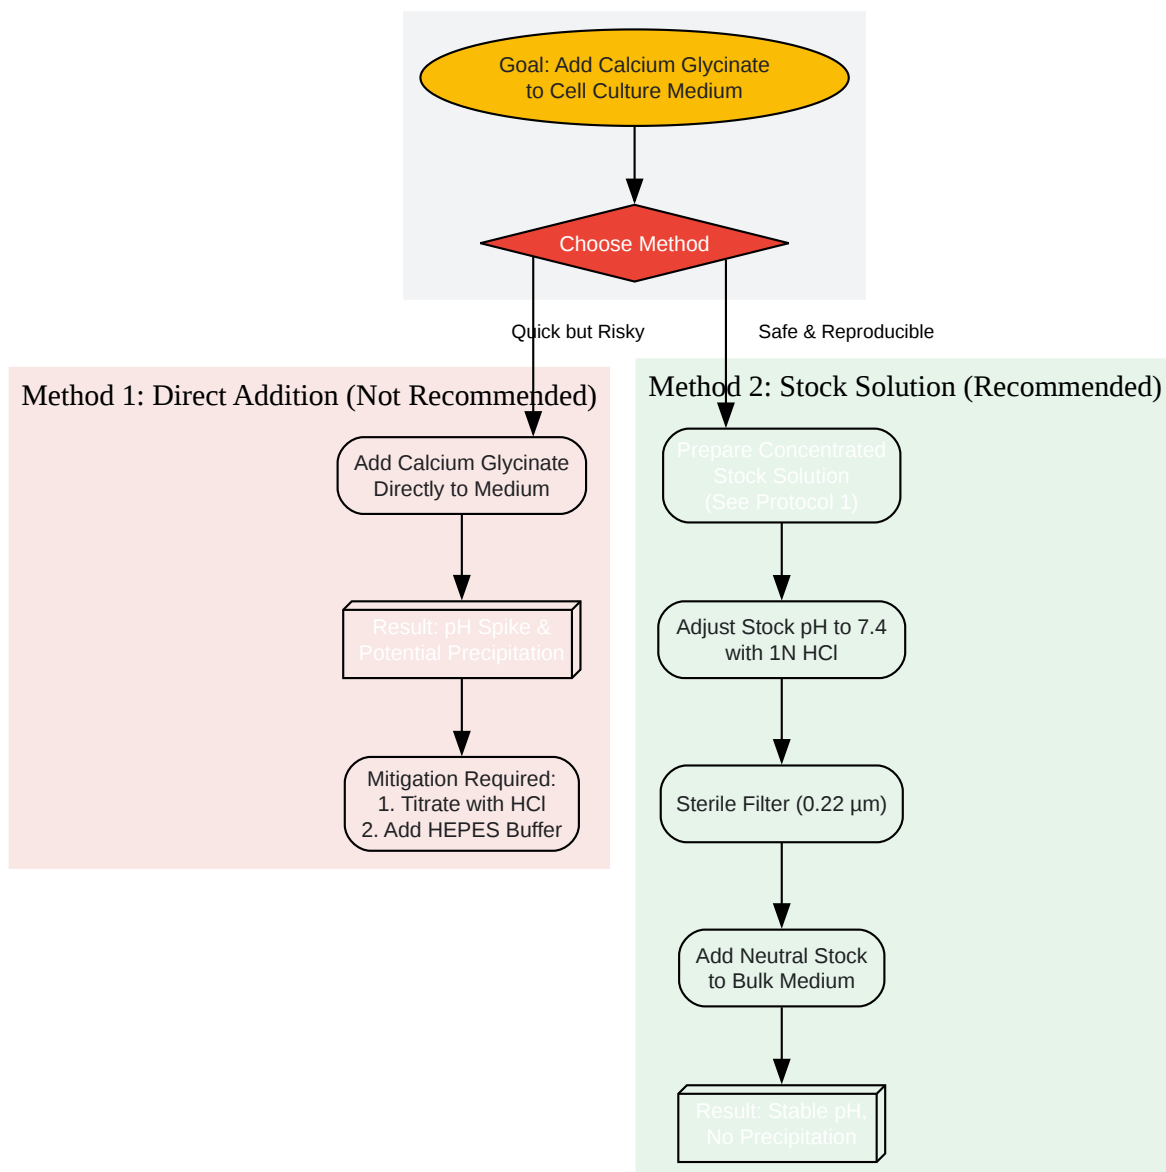 Goal: Add Calcium Glycinate
to Cell Culture Medium
Choose Method
Quick but Risky
Safe & Reproducible
Method 1: Direct Addition (Not Recommended)
Add Calcium Glycinate
Directly to Medium
Result: pH Spike &
Potential Precipitation
Mitigation Required:
1. Titrate with HCl
2. Add HEPES Buffer
Method 2: Stock Solution (Recommended)
Prepare Concentrated
Stock Solution
(See Protocol 1)
Adjust Stock pH to 7.4
with 1N HCl
Sterile Filter (0.22 µm)
Add Neutral Stock
to Bulk Medium
Result: Stable pH,
No Precipitation